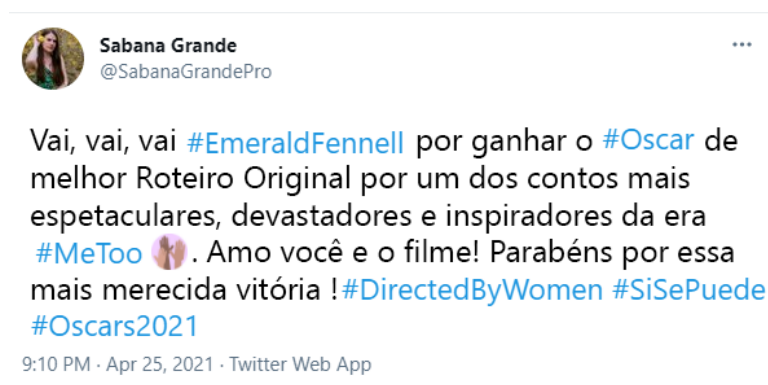 Sabana Grande
@SabanaGrandePro
Vai, vai, vai #EmeraldFennell por ganhar o #Oscar de
melhor Roteiro Original por um dos contos mais
espetaculares, devastadores e inspiradores da era
#MeToo. Amo você e o filme! Parabéns por essa
mais merecida vitória !#DirectedByWomen #SiSePuede
#Oscars2021
9:10 PM · Apr 25, 2021 · Twitter Web App